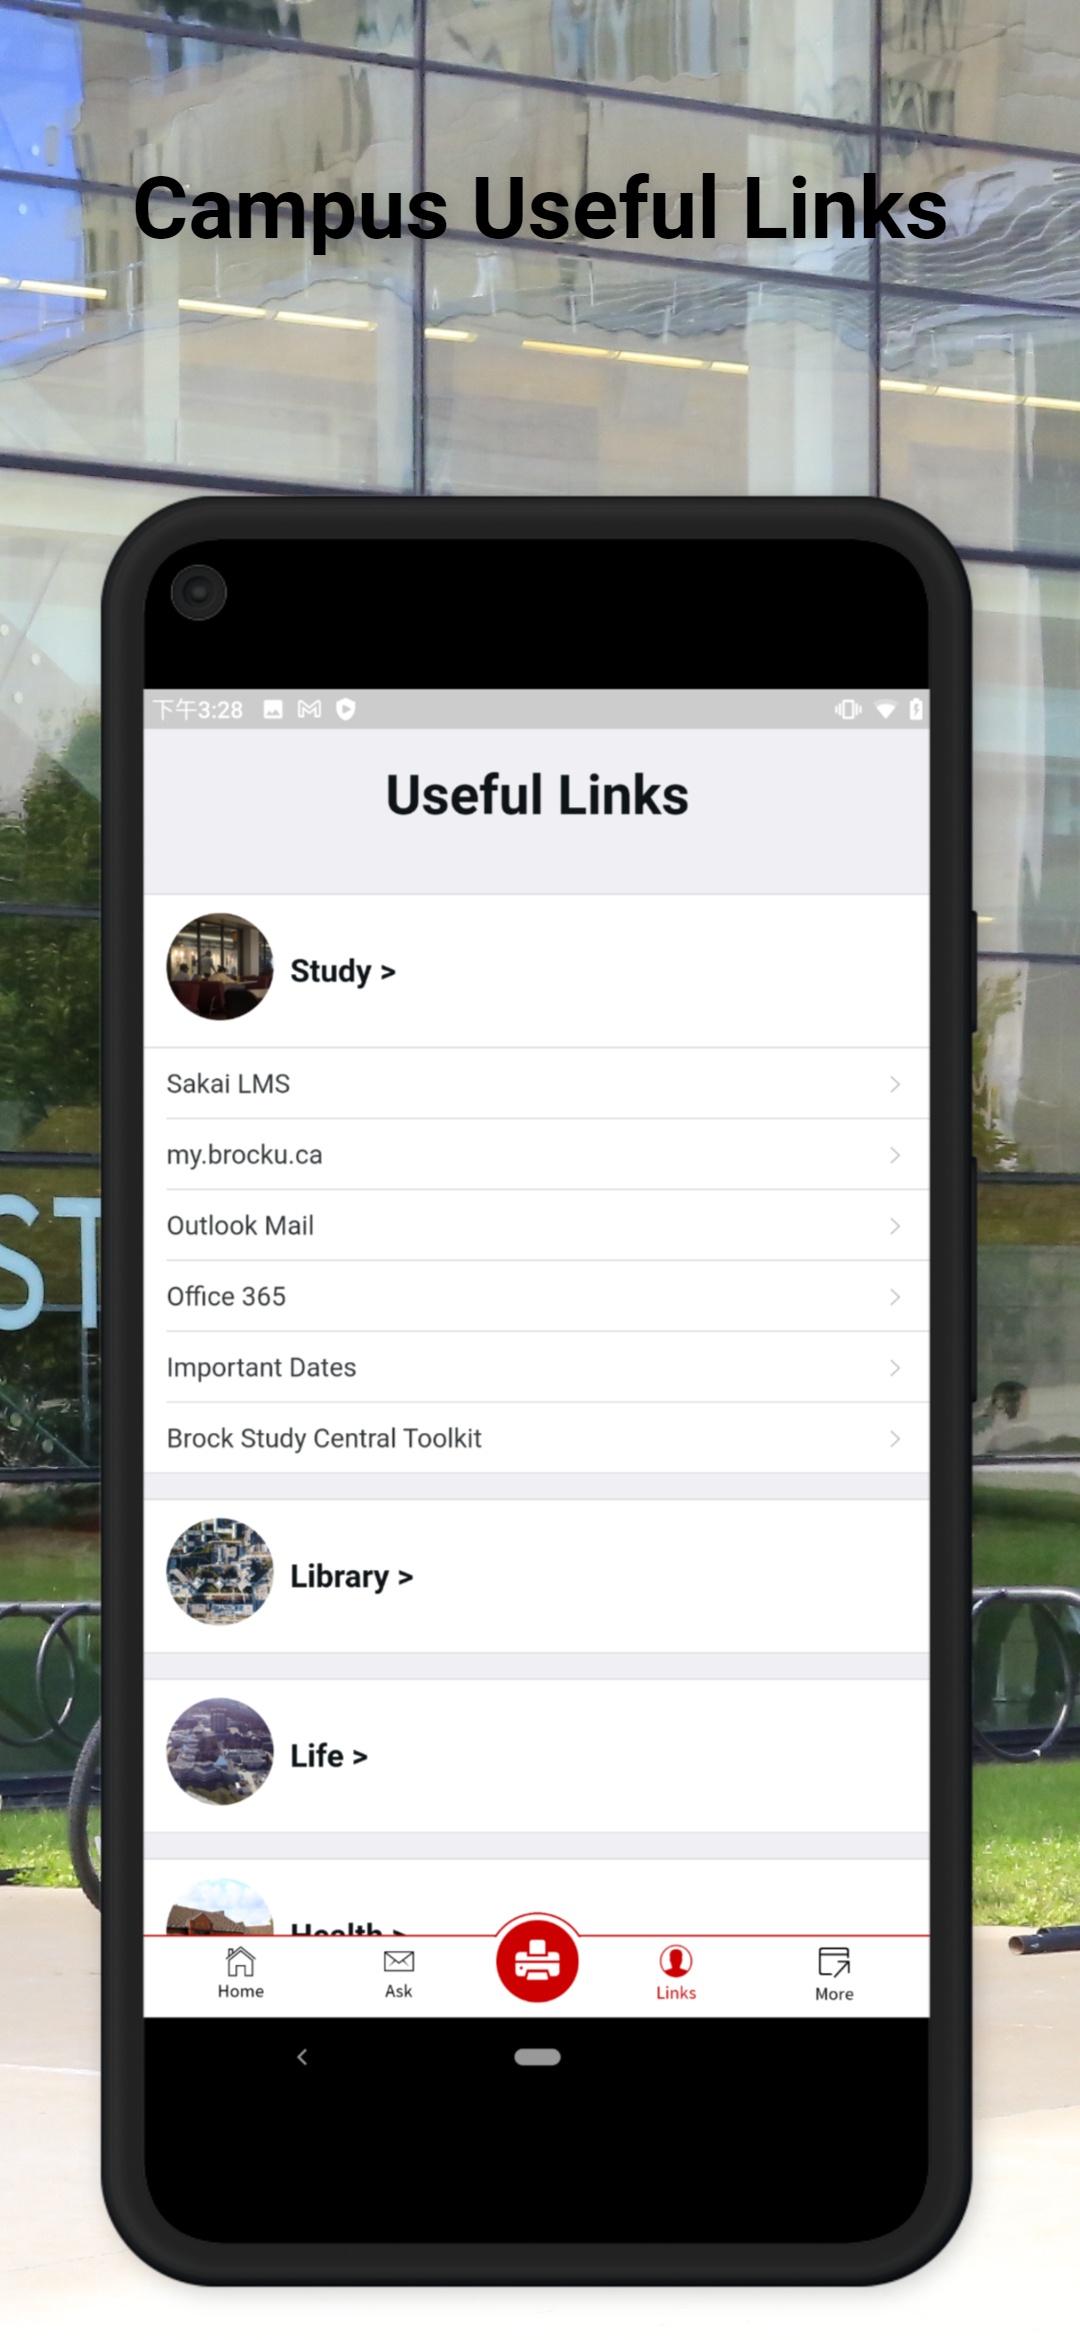 Campus Useful Links
下午3:28
Useful Links
Study >
Sakai LMS
my.brocku.ca
Outlook Mail
Office 365
Important Dates
Brock Study Central Toolkit
Library >
Life >
Health >
Home
Ask
Links
More
ST